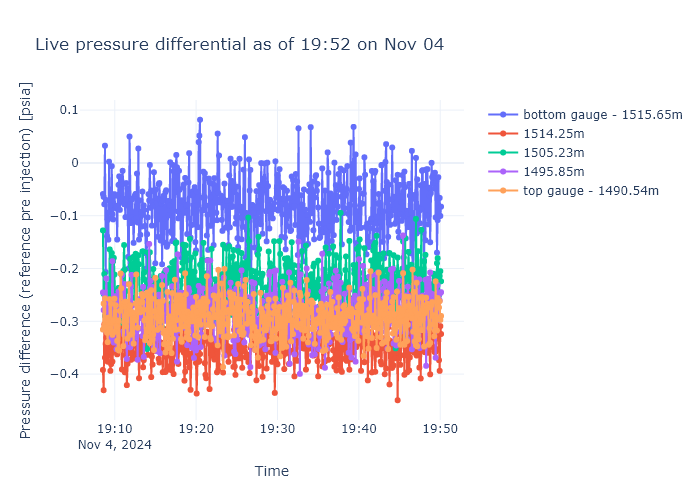 Live pressure differential as of 19:52 on Nov 04
Pressure difference (reference pre injection) [psia]
0.1
0
−0.1
−0.2
−0.3
−0.4
19:10
Nov 4, 2024
19:20
19:30
19:40
19:50
Time
bottom gauge - 1515.65m
1514.25m
1505.23m
1495.85m
top gauge - 1490.54m